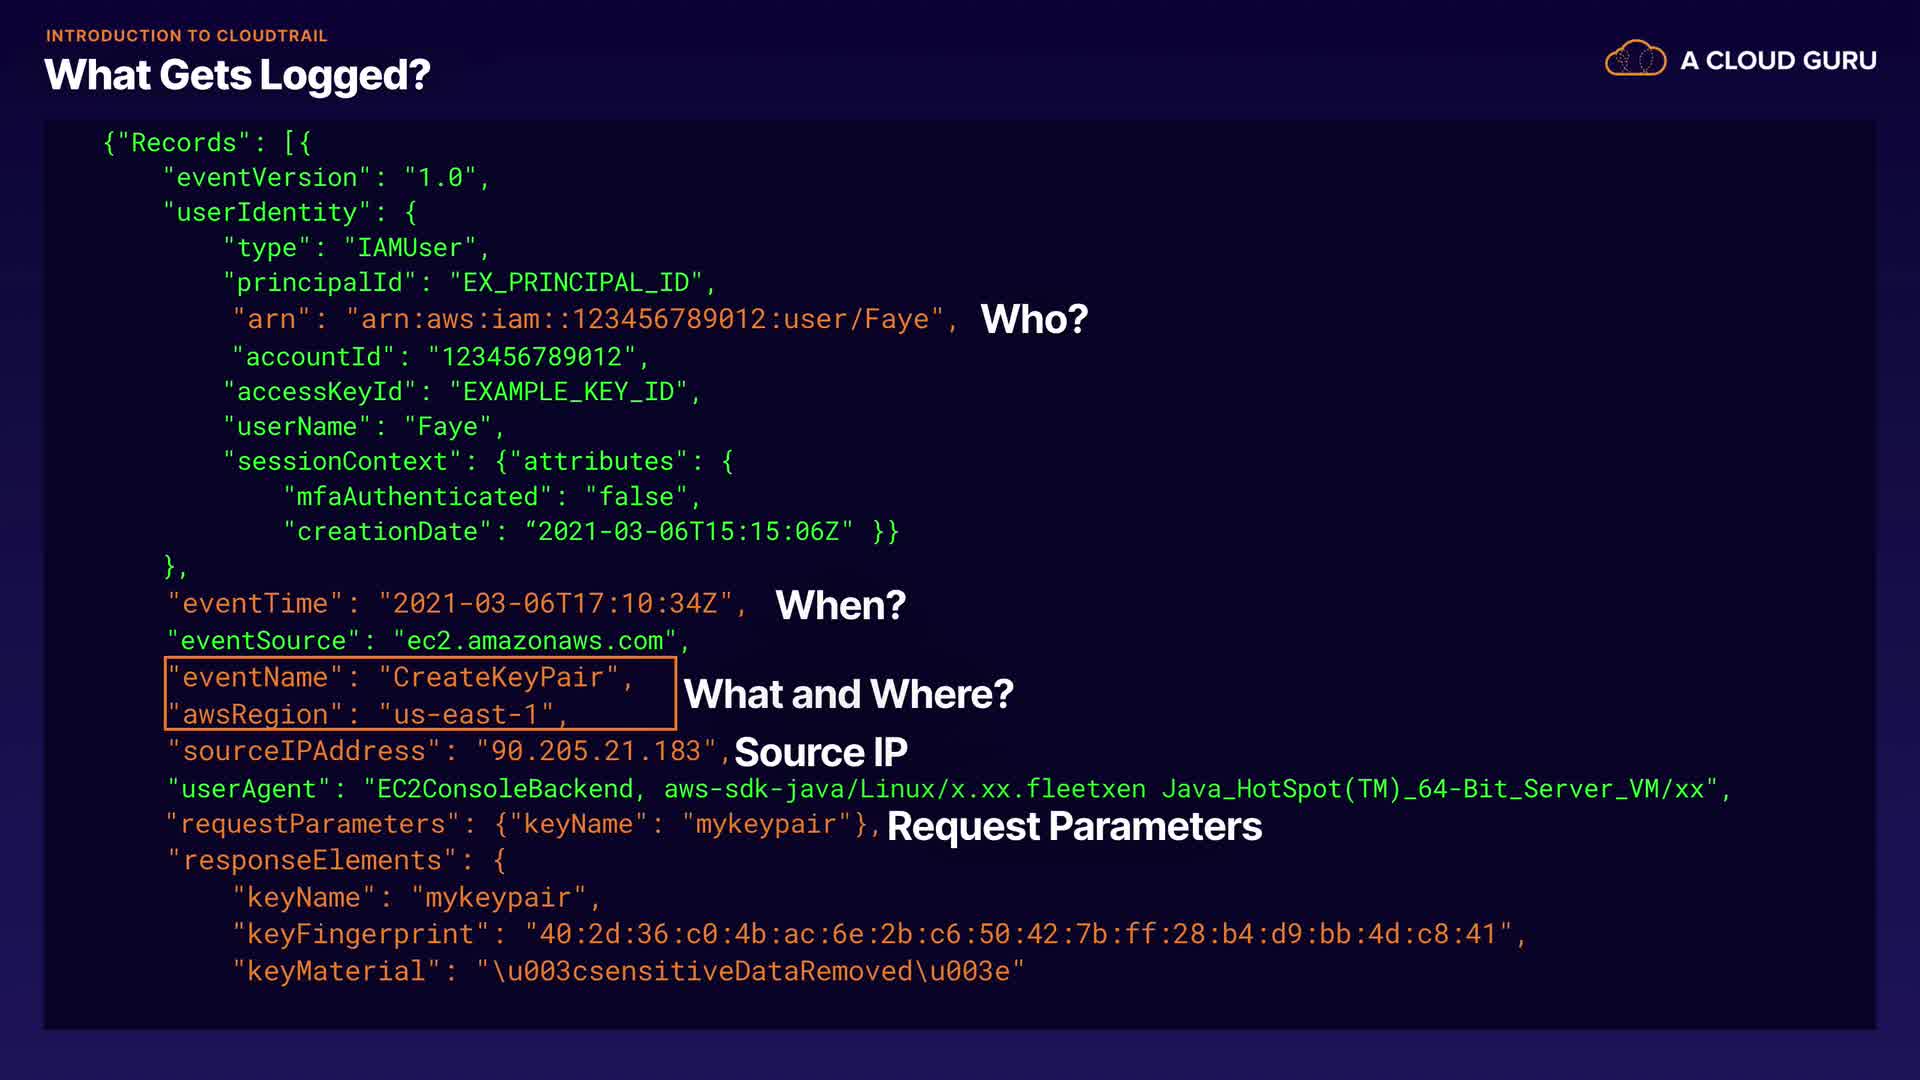 INTRODUCTION TO CLOUDTRAIL
What Gets Logged?
A CLOUD GURU
{"Records": [{
"eventVersion": "1.0",
"userIdentity": {
"type": "IAMUser",
"principalId": "EX_PRINCIPAL_ID",
"arn": "arn:aws:iam::123456789012:user/Faye", Who?
"accountId": "123456789012",
"accessKeyId": "EXAMPLE_KEY_ID",
"userName": "Faye",
"sessionContext": {"attributes": {
"mfaAuthenticated": "false",
"creationDate": “2021-03-06T15:15:06Z" }}
},
"eventTime": "2021-03-06T17:10:34Z", When?
"eventSource": "ec2.amazonaws.com",
"eventName": "CreateKeyPair",
What and Where?
"awsRegion": "us-east-1",
"sourceIPAddress": "90.205.21.183", Source IP
"userAgent": "EC2ConsoleBackend, aws-sdk-java/Linux/x.xx.fleetxen Java_HotSpot(TM)_64-Bit_Server_VM/xx",
"requestParameters": {"keyName": "mykeypair"}, Request Parameters
"responseElements": {
"keyName": "mykeypair",
"keyFingerprint": "40:2d:36:c0:4b:ac:6e:2b:c6:50:42:7b:ff:28:b4:d9:bb:4d:c8:41",
"keyMaterial": "\u003csensitiveDataRemoved\u003e"